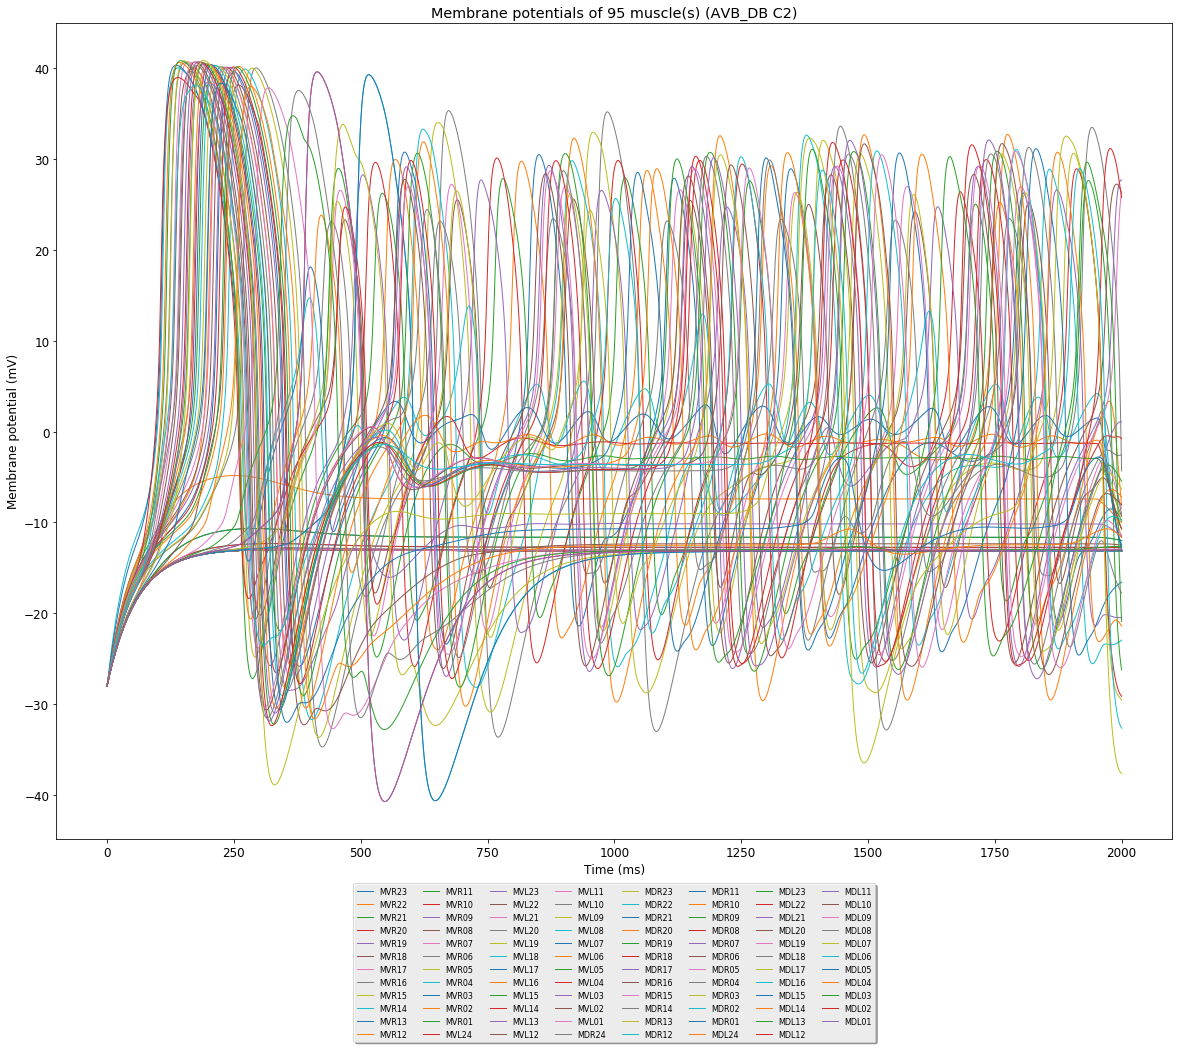 Membrane potentials of 95 muscle(s) (AVB_DB C2)
Membrane potential (mV)
40
30
20
10
0
−10
−20
−30
−40
0 250 500 750 1000 1250 1500 1750 2000
Time (ms)
MVR23 MVR11 MVL23 MVL11 MDR23 MDR11 MDL23 MDL11
MVR22 MVR10 MVL22 MVL10 MDR22 MDR10 MDL22 MDL10
MVR21 MVR09 MVL21 MVL09 MDR21 MDR09 MDL21 MDL09
MVR20 MVR08 MVL20 MVL08 MDR20 MDR08 MDL20 MDL08
MVR19 MVR07 MVL19 MVL07 MDR19 MDR07 MDL19 MDL07
MVR18 MVR06 MVL18 MVL06 MDR18 MDR06 MDL18 MDL06
MVR17 MVR05 MVL17 MVL05 MDR17 MDR05 MDL17 MDL05
MVR16 MVR04 MVL16 MVL04 MDR16 MDR04 MDL16 MDL04
MVR15 MVR03 MVL15 MVL03 MDR15 MDR03 MDL15 MDL03
MVR14 MVR02 MVL14 MVL02 MDR14 MDR02 MDL14 MDL02
MVR13 MVR01 MVL13 MVL01 MDR13 MDR01 MDL13 MDL01
MVR12 MVL24 MVL12 MDR24 MDR12 MDL24 MDL12